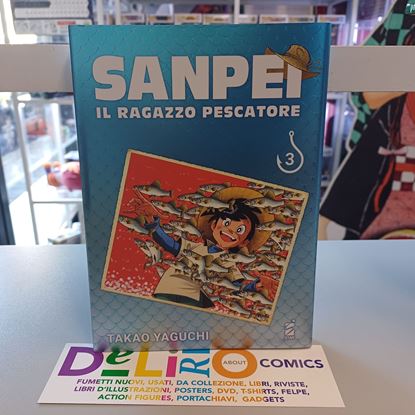 SANPEI
IL RAGAZZO PESCATORE
3
TAKAO YAGUCHI
DELIRIO
ABOUT
COMICS
FUMETTI NUOVI, USATI, DA COLLEZIONE, LIBRI, RIVISTE,
LIBRI D'ILLUSTRAZIONI, POSTERS, DVD, T-SHIRTS, FELPE,
ACTION FIGURES, PORTACHIAVI, GADGETS